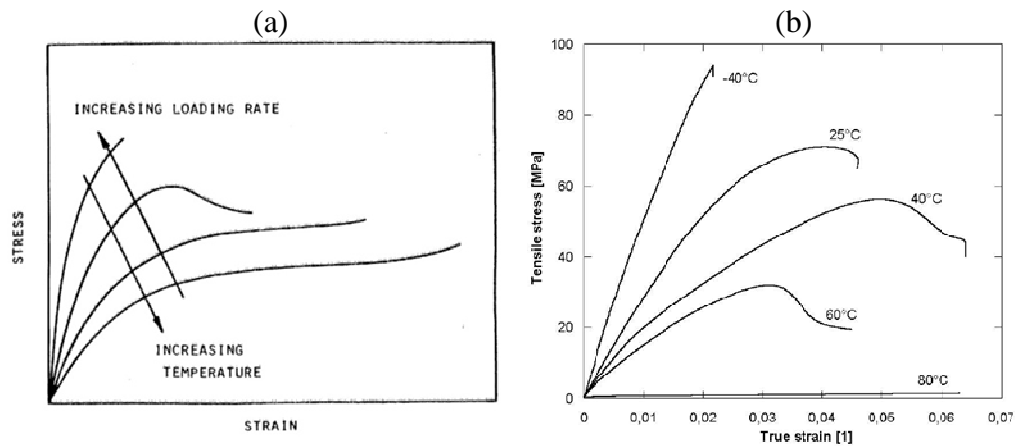 (a)
INCREASING LOADING RATE
STRESS
INCREASING
TEMPERATURE
STRAIN
(b)
100
80
60
40
20
0
Tensile stress [MPa]
-40°C
25°C
40°C
60°C
80°C
0 0,01 0,02 0,03 0,04 0,05 0,06 0,07
True strain [1]